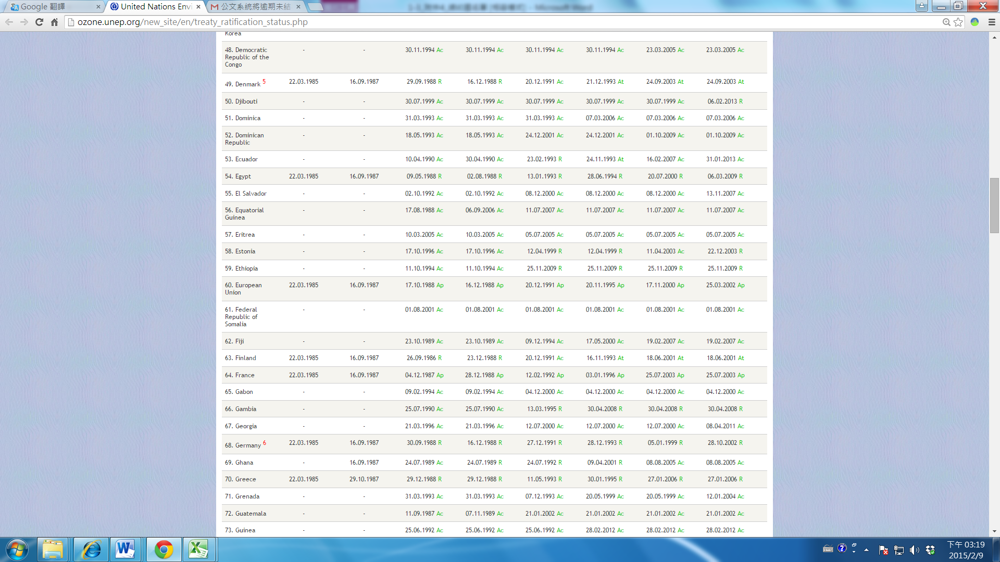 Google 翻譯
United Nations Envi
公文系統將逾期未結
ozone.unep.org/new_site/en/treaty_ratification_status.php
Korea
48. Democratic Republic of the Congo - - 30.11.1994 Ac 30.11.1994 Ac 30.11.1994 Ac 30.11.1994 Ac 23.03.2005 Ac 23.03.2005 Ac
49. Denmark 5 22.03.1985 16.09.1987 29.09.1988 R 16.12.1988 R 20.12.1991 Ac 21.12.1993 At 24.09.2003 At 24.09.2003 At
50. Djibouti - - 30.07.1999 Ac 30.07.1999 Ac 30.07.1999 Ac 30.07.1999 Ac 30.07.1999 Ac 06.02.2013 R
51. Dominica - - 31.03.1993 Ac 31.03.1993 Ac 31.03.1993 Ac 07.03.2006 Ac 07.03.2006 Ac 07.03.2006 Ac
52. Dominican Republic - - 18.05.1993 Ac 18.05.1993 Ac 24.12.2001 Ac 24.12.2001 Ac 01.10.2009 Ac 01.10.2009 Ac
53. Ecuador - - 10.04.1990 Ac 30.04.1990 Ac 23.02.1993 R 24.11.1993 At 16.02.2007 Ac 31.01.2013 Ac
54. Egypt 22.03.1985 16.09.1987 09.05.1988 R 02.08.1988 R 13.01.1993 R 28.06.1994 R 20.07.2000 R 06.03.2009 R
55. El Salvador - - 02.10.1992 Ac 02.10.1992 Ac 08.12.2000 Ac 08.12.2000 Ac 08.12.2000 Ac 13.11.2007 Ac
56. Equatorial Guinea - - 17.08.1988 Ac 06.09.2006 Ac 11.07.2007 Ac 11.07.2007 Ac 11.07.2007 Ac 11.07.2007 Ac
57. Eritrea - - 10.03.2005 Ac 10.03.2005 Ac 05.07.2005 Ac 05.07.2005 Ac 05.07.2005 Ac 05.07.2005 Ac
58. Estonia - - 17.10.1996 Ac 17.10.1996 Ac 12.04.1999 R 12.04.1999 R 11.04.2003 Ac 22.12.2003 R
59. Ethiopia - - 11.10.1994 Ac 11.10.1994 Ac 25.11.2009 R 25.11.2009 R 25.11.2009 R 25.11.2009 R
60. European Union 22.03.1985 16.09.1987 17.10.1988 Ap 16.12.1988 Ap 20.12.1991 Ap 20.11.1995 Ap 17.11.2000 Ap 25.03.2002 Ap
61. Federal Republic of Somalia - - 01.08.2001 Ac 01.08.2001 Ac 01.08.2001 Ac 01.08.2001 Ac 01.08.2001 Ac 01.08.2001 Ac
62. Fiji - - 23.10.1989 Ac 23.10.1989 Ac 09.12.1994 Ac 17.05.2000 Ac 19.02.2007 Ac 19.02.2007 Ac
63. Finland 22.03.1985 16.09.1987 26.09.1986 R 23.12.1988 R 20.12.1991 Ac 16.11.1993 At 18.06.2001 At 18.06.2001 At
64. France 22.03.1985 16.09.1987 04.12.1987 Ap 28.12.1988 Ap 12.02.1992 Ap 03.01.1996 Ap 25.07.2003 Ap 25.07.2003 Ap
65. Gabon - - 09.02.1994 Ac 09.02.1994 Ac 04.12.2000 Ac 04.12.2000 Ac 04.12.2000 Ac 04.12.2000 Ac
66. Gambia - - 25.07.1990 Ac 25.07.1990 Ac 13.03.1995 R 30.04.2008 R 30.04.2008 R 30.04.2008 R
67. Georgia - - 21.03.1996 Ac 21.03.1996 Ac 12.07.2000 Ac 12.07.2000 Ac 12.07.2000 Ac 08.04.2011 Ac
68. Germany 6 22.03.1985 16.09.1987 30.09.1988 R 16.12.1988 R 27.12.1991 R 28.12.1993 R 05.01.1999 R 28.10.2002 R
69. Ghana - 16.09.1987 24.07.1989 Ac 24.07.1989 R 24.07.1992 R 09.04.2001 R 08.08.2005 Ac 08.08.2005 Ac
70. Greece 22.03.1985 29.10.1987 29.12.1988 R 29.12.1988 R 11.05.1993 R 30.01.1995 R 27.01.2006 R 27.01.2006 R
71. Grenada - - 31.03.1993 Ac 31.03.1993 Ac 07.12.1993 Ac 20.05.1999 Ac 20.05.1999 Ac 12.01.2004 Ac
72. Guatemala - - 11.09.1987 Ac 07.11.1989 Ac 21.01.2002 Ac 21.01.2002 Ac 21.01.2002 Ac 21.01.2002 Ac
73. Guinea - - 25.06.1992 Ac 25.06.1992 Ac 25.06.1992 Ac 28.02.2012 Ac 28.02.2012 Ac 28.02.2012 Ac
下午 03:19
2015/2/9